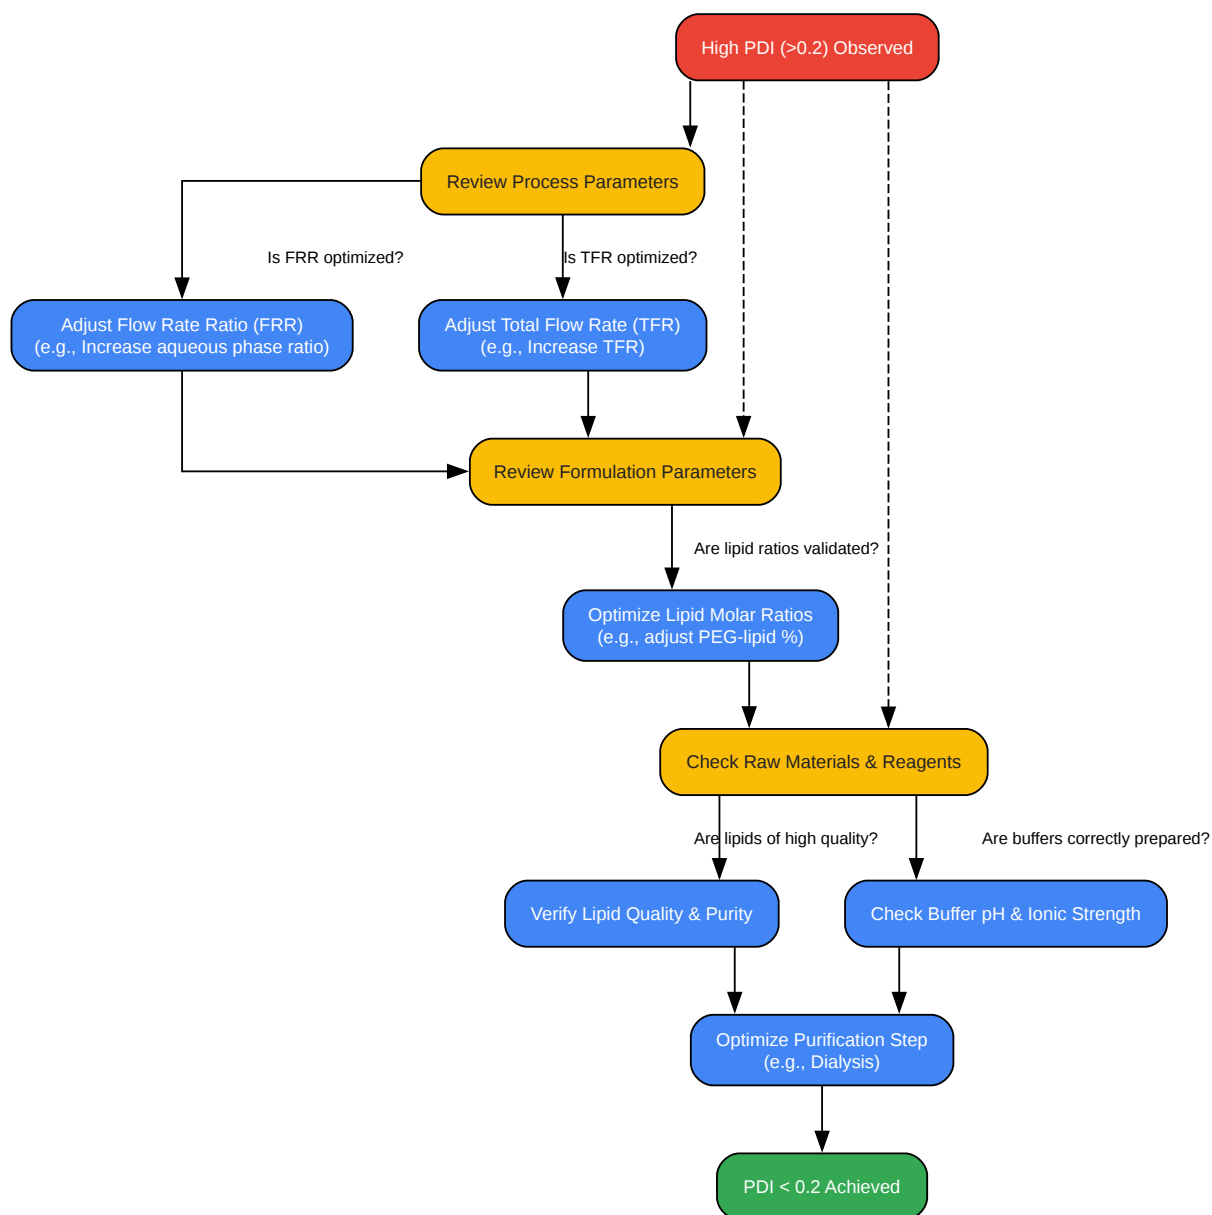 High PDI (>0.2) Observed
Review Process Parameters
Is FRR optimized?
Is TFR optimized?
Adjust Flow Rate Ratio (FRR)
(e.g., Increase aqueous phase ratio)
Adjust Total Flow Rate (TFR)
(e.g., Increase TFR)
Review Formulation Parameters
Are lipid ratios validated?
Optimize Lipid Molar Ratios
(e.g., adjust PEG-lipid %)
Check Raw Materials & Reagents
Are lipids of high quality?
Are buffers correctly prepared?
Verify Lipid Quality & Purity
Check Buffer pH & Ionic Strength
Optimize Purification Step
(e.g., Dialysis)
PDI < 0.2 Achieved